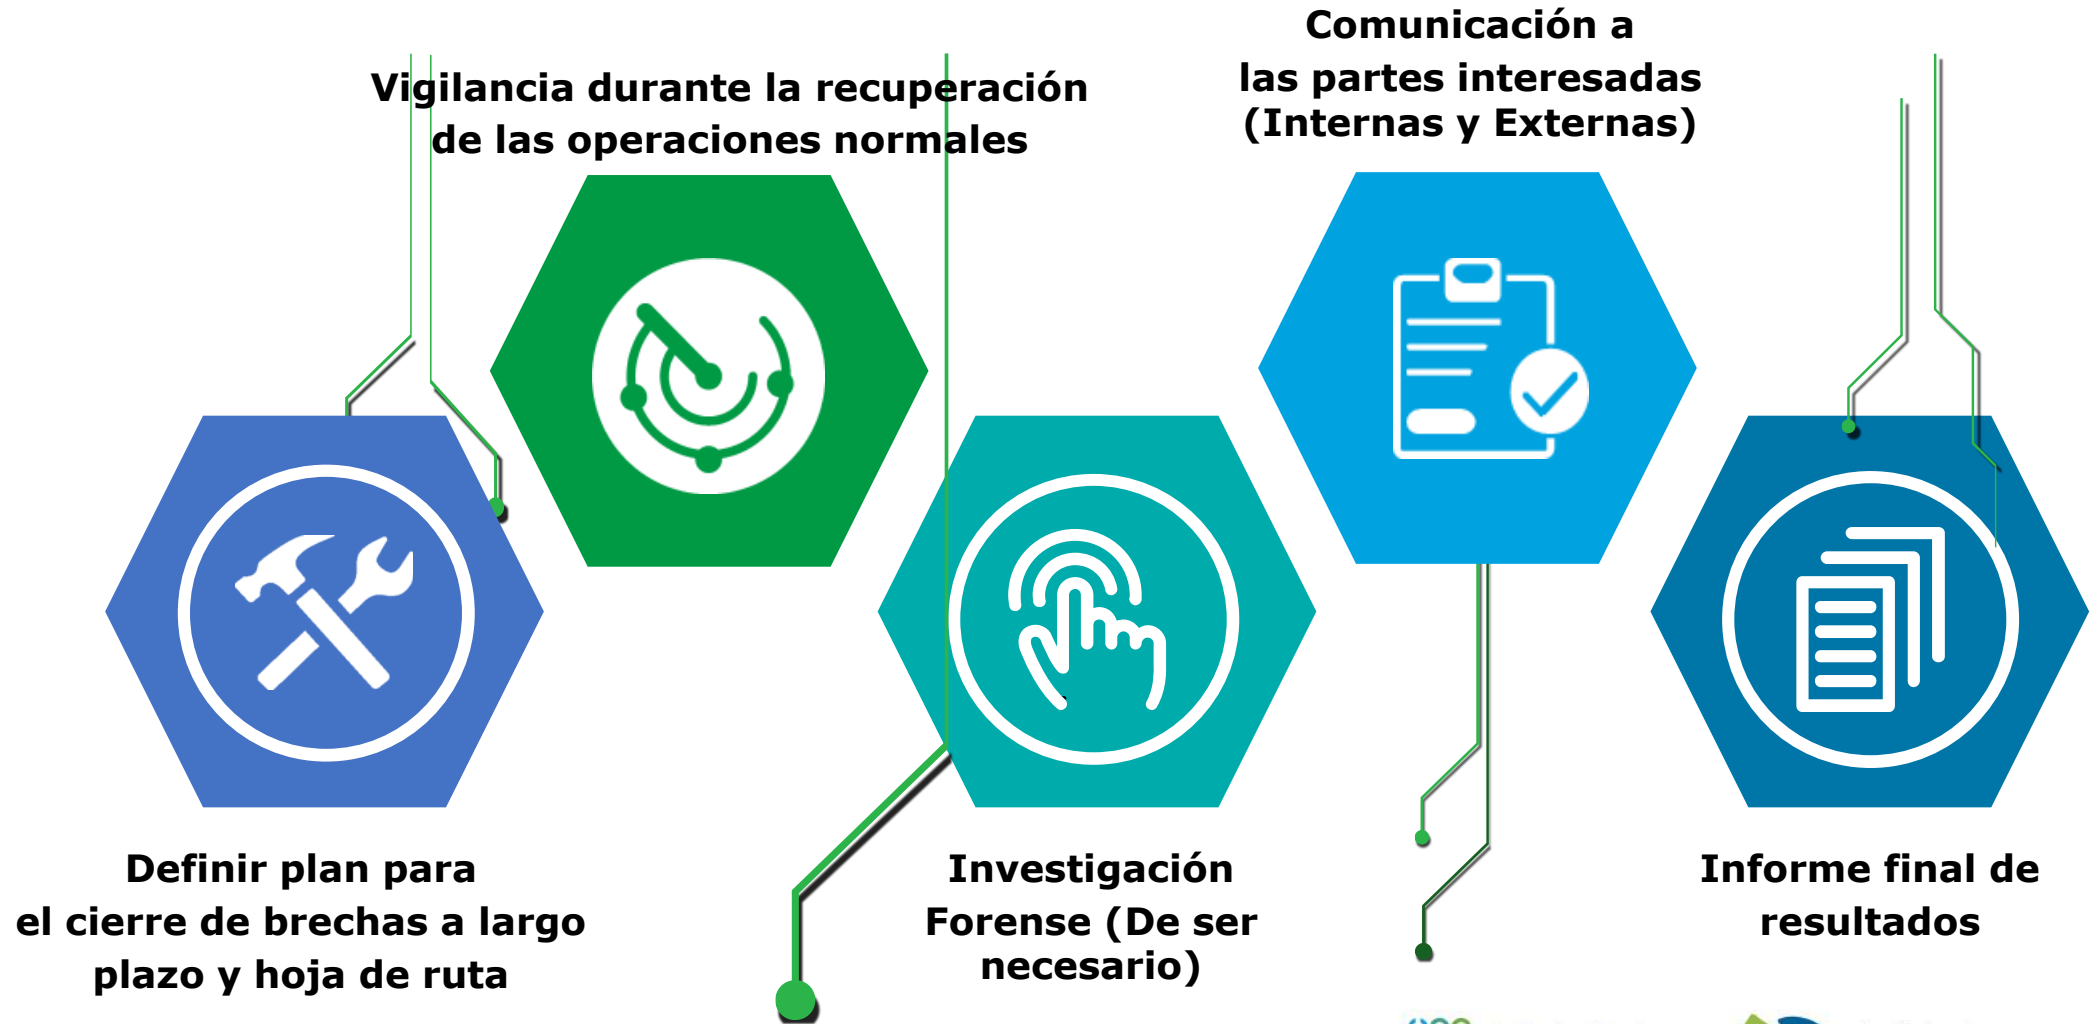 Comunicación a
las partes interesadas
(Internas y Externas)
Vigilancia durante la recuperación
de las operaciones normales
Definir plan para
el cierre de brechas a largo
plazo y hoja de ruta
Investigación
Forense (De ser
necesario)
Informe final de
resultados